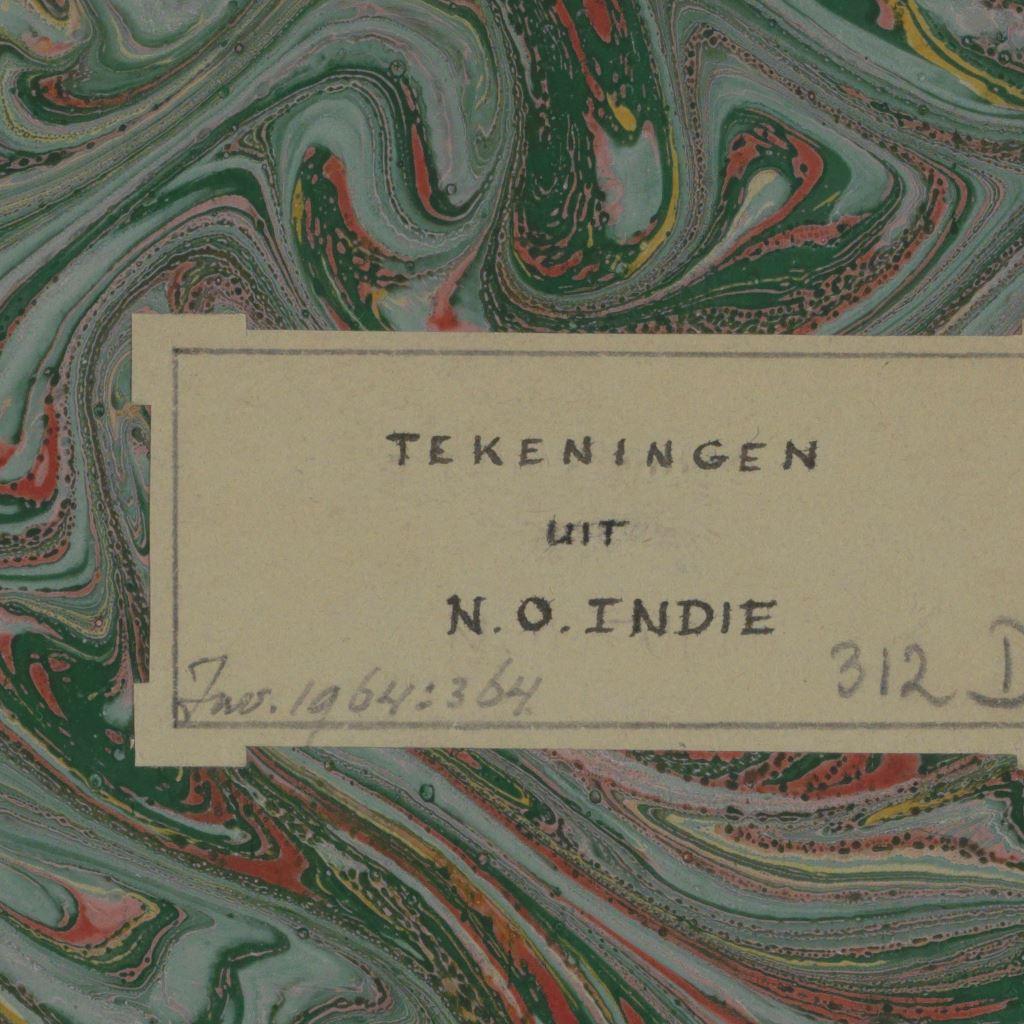 TEKENINGEN
UIT
N.O. INDIE
Inv. 1964:364
312 D